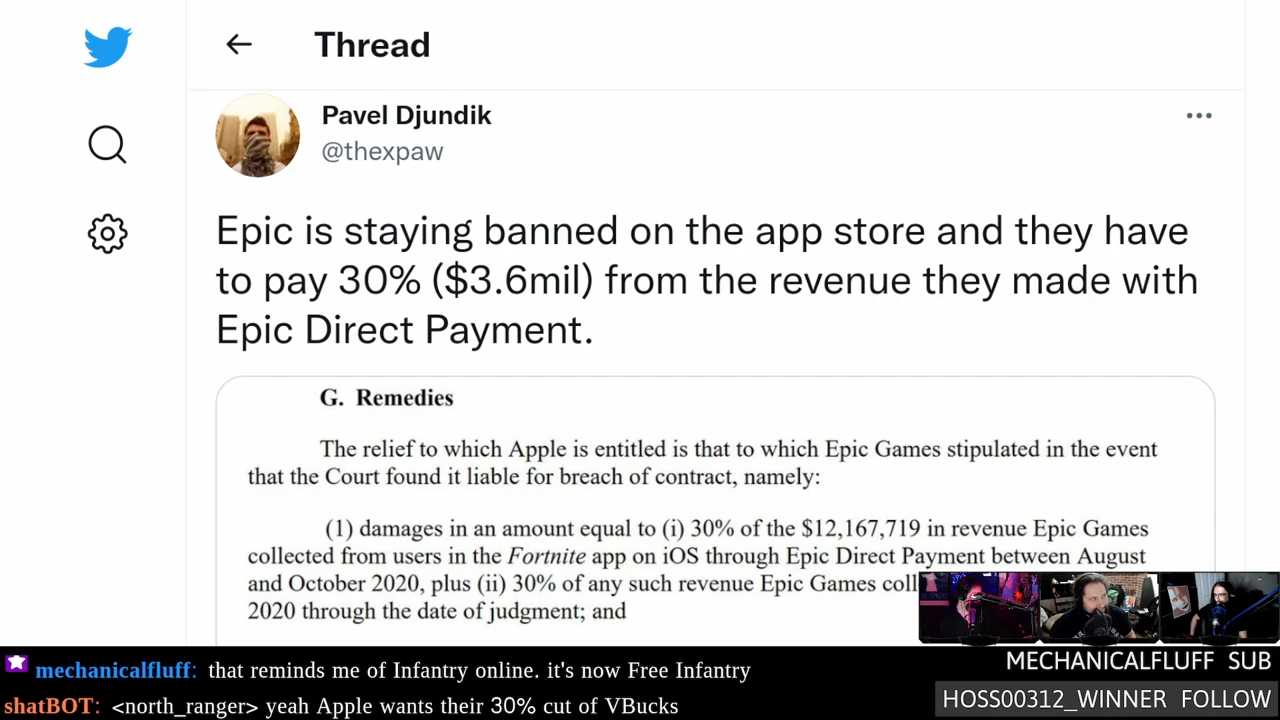 Thread
Pavel Djundik
@thexpaw
Epic is staying banned on the app store and they have
to pay 30% ($3.6mil) from the revenue they made with
Epic Direct Payment.
G. Remedies
The relief to which Apple is entitled is that to which Epic Games stipulated in the event
that the Court found it liable for breach of contract, namely:
(1) damages in an amount equal to (i) 30% of the $12,167,719 in revenue Epic Games
collected from users in the Fortnite app on iOS through Epic Direct Payment between August
and October 2020, plus (ii) 30% of any such revenue Epic Games coll
2020 through the date of judgment; and
mechanicalfluff: that reminds me of Infantry online. it's now Free Infantry
shatBOT: <north_ranger> yeah Apple wants their 30% cut of VBucks
MECHANICALFLUFF SUB
HOSS00312_WINNER FOLLOW